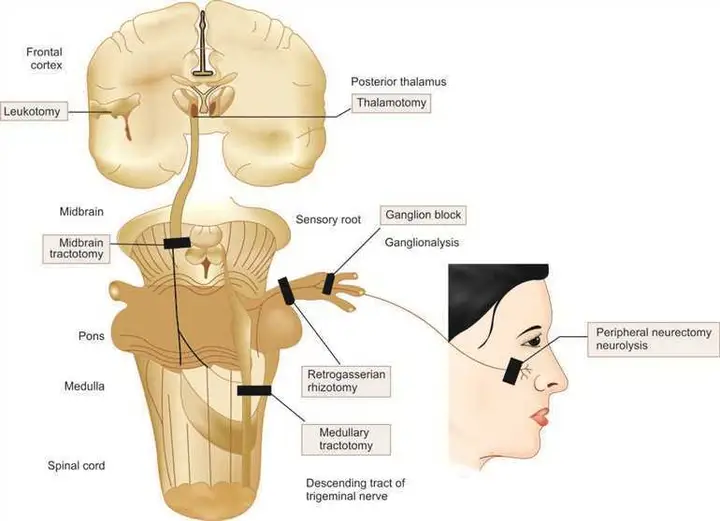 Frontal
cortex
Leukotomy
Posterior thalamus
Thalamotomy
Midbrain
Midbrain
tractotomy
Sensory root
Ganglion block
Ganglionalysis
Peripheral neurectomy
neurolysis
Pons
Medulla
Retrogasserian
rhizotomy
Medullary
tractotomy
Spinal cord
Descending tract of
trigeminal nerve